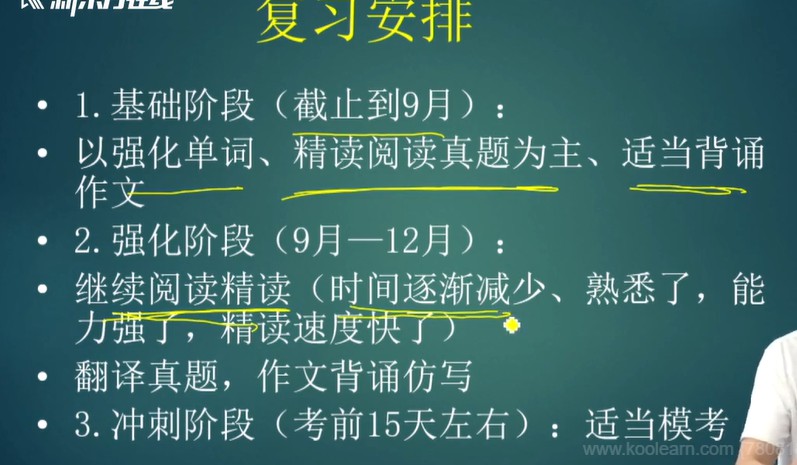 新东方在线
复习安排
• 1.基础阶段（截止到9月）：
• 以强化单词、精读阅读真题为主、适当背诵
作文
• 2.强化阶段（9月—12月）：
• 继续阅读精读（时间逐渐减少、熟悉了，能
力强了，精读速度快了）
• 翻译真题，作文背诵仿写
• 3.冲刺阶段（考前15天左右）：适当模考
www.koolearn.com